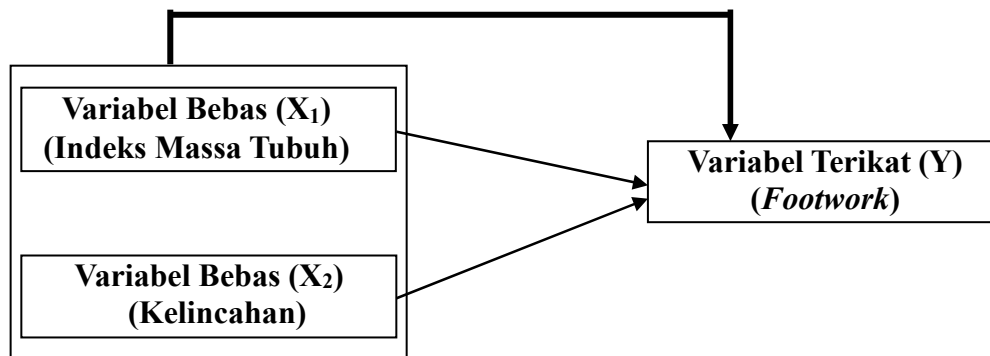 Variabel Bebas (X₁)
(Indeks Massa Tubuh)
Variabel Terikat (Y)
(Footwork)
Variabel Bebas (X₂)
(Kelincahan)